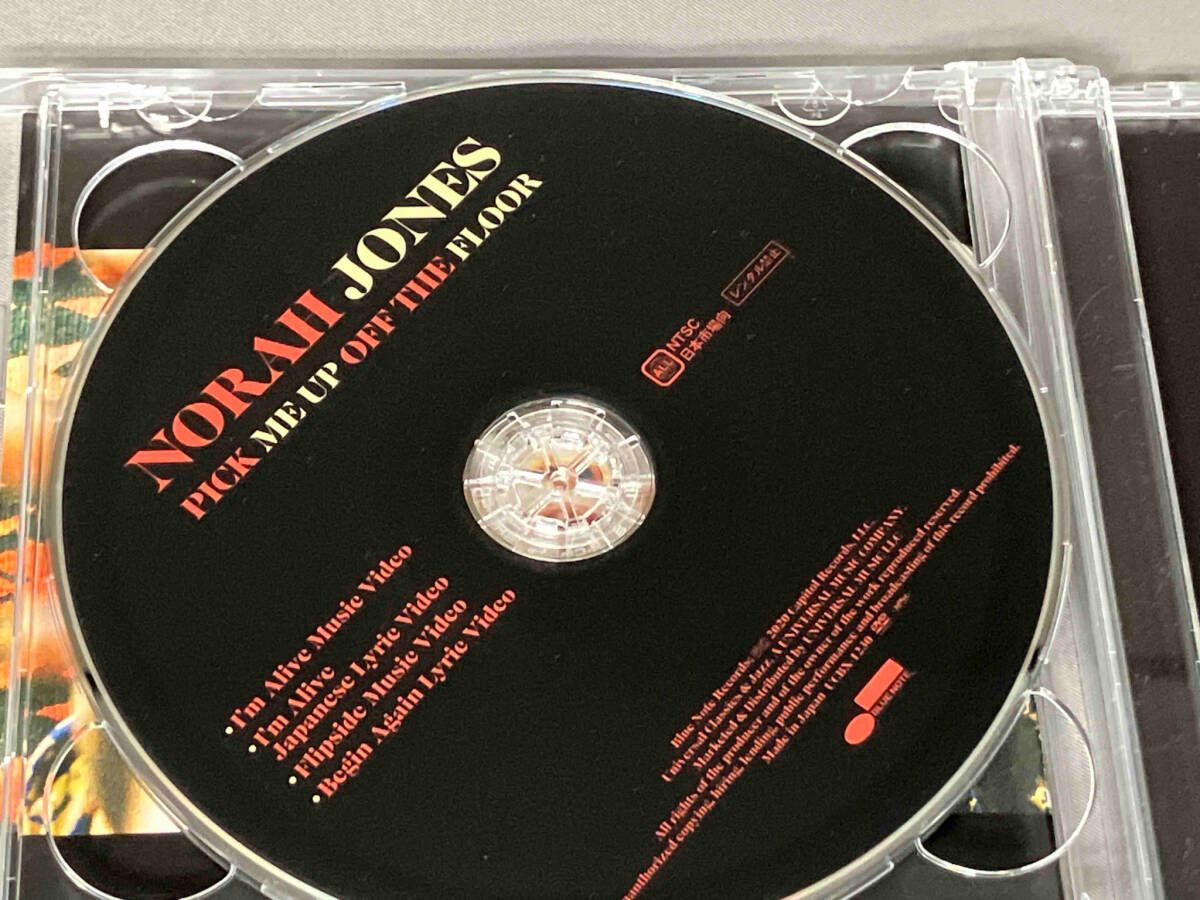 NORAH JONES
PICK ME UP OFF THE FLOOR
ALL
NTSC
日本市場向
レンタル禁止
• I'm Alive Music Video
• I'm Alive
Japanese Lyric Video
• Flipside Music Video
• Begin Again Lyric Video
Blue Note Records, 2020 Capitol Records, LLC.
Universal Classics & Jazz, A UNIVERSAL MUSIC COMPANY.
Marketed & Distributed by UNIVERSAL MUSIC LLC
All rights of the producer and of the owner of the work reproduced reserved.
copying, hiring, lending, public performance and broadcasting of this record prohibited.
Made in Japan
BLUE NOTE